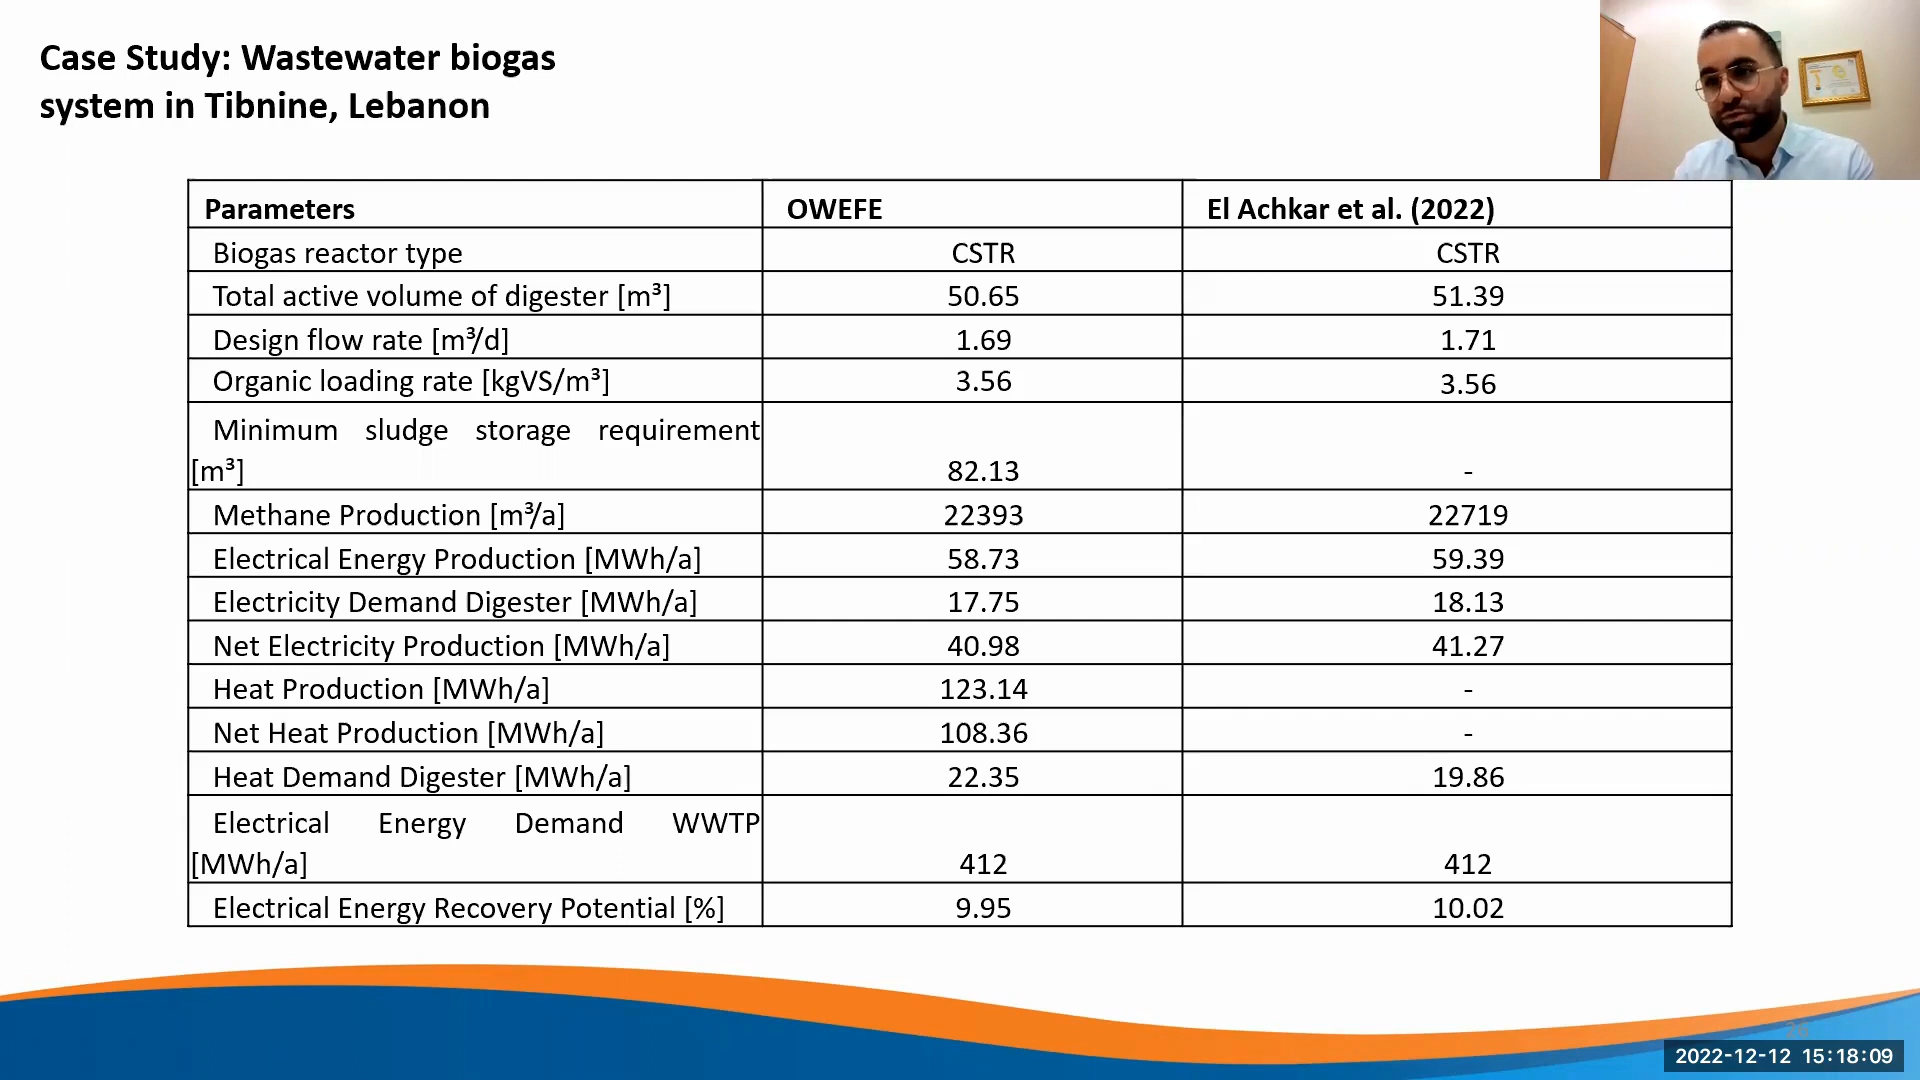 Case Study: Wastewater biogas
system in Tibnine, Lebanon
Parameters OWEFE El Achkar et al. (2022)
Biogas reactor type CSTR CSTR
Total active volume of digester [m³] 50.65 51.39
Design flow rate [m³/d] 1.69 1.71
Organic loading rate [kgVS/m³] 3.56 3.56
Minimum sludge storage requirement
[m³] 82.13 -
Methane Production [m³/a] 22393 22719
Electrical Energy Production [MWh/a] 58.73 59.39
Electricity Demand Digester [MWh/a] 17.75 18.13
Net Electricity Production [MWh/a] 40.98 41.27
Heat Production [MWh/a] 123.14 -
Net Heat Production [MWh/a] 108.36 -
Heat Demand Digester [MWh/a] 22.35 19.86
Electrical Energy Demand WWTP
[MWh/a] 412 412
Electrical Energy Recovery Potential [%] 9.95 10.02
2022-12-12 15:18:09